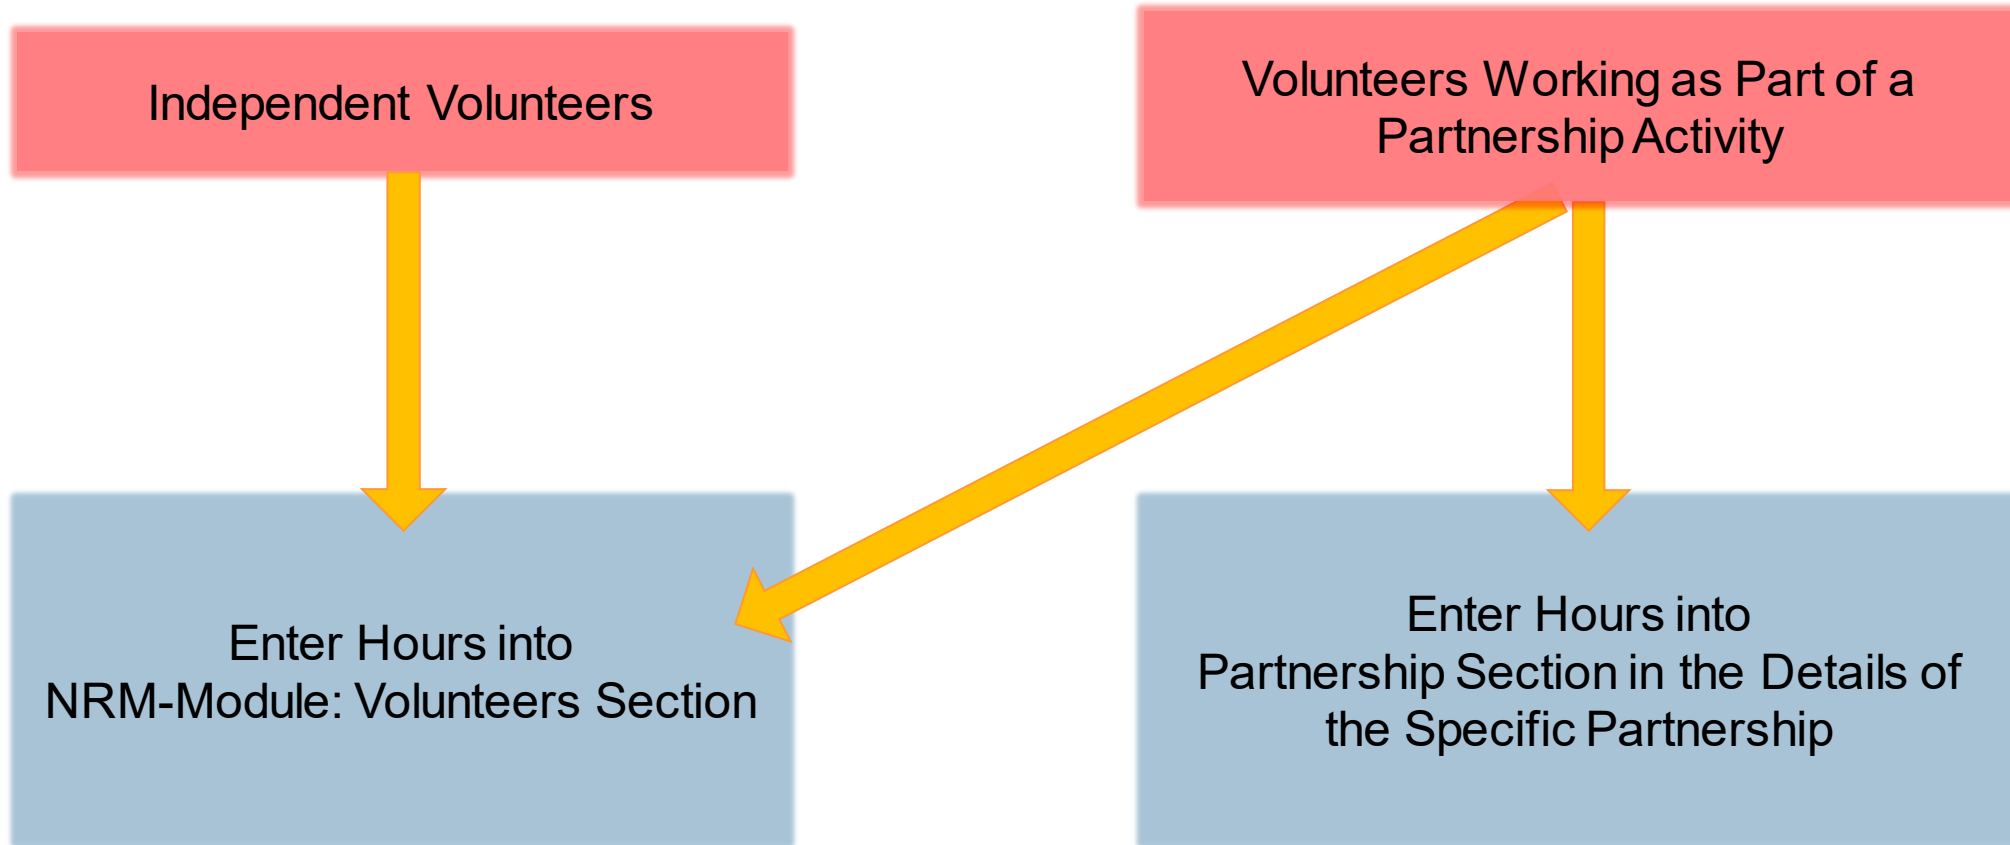 Independent Volunteers
Volunteers Working as Part of a
Partnership Activity
Enter Hours into
NRM-Module: Volunteers Section
Enter Hours into
Partnership Section in the Details of
the Specific Partnership